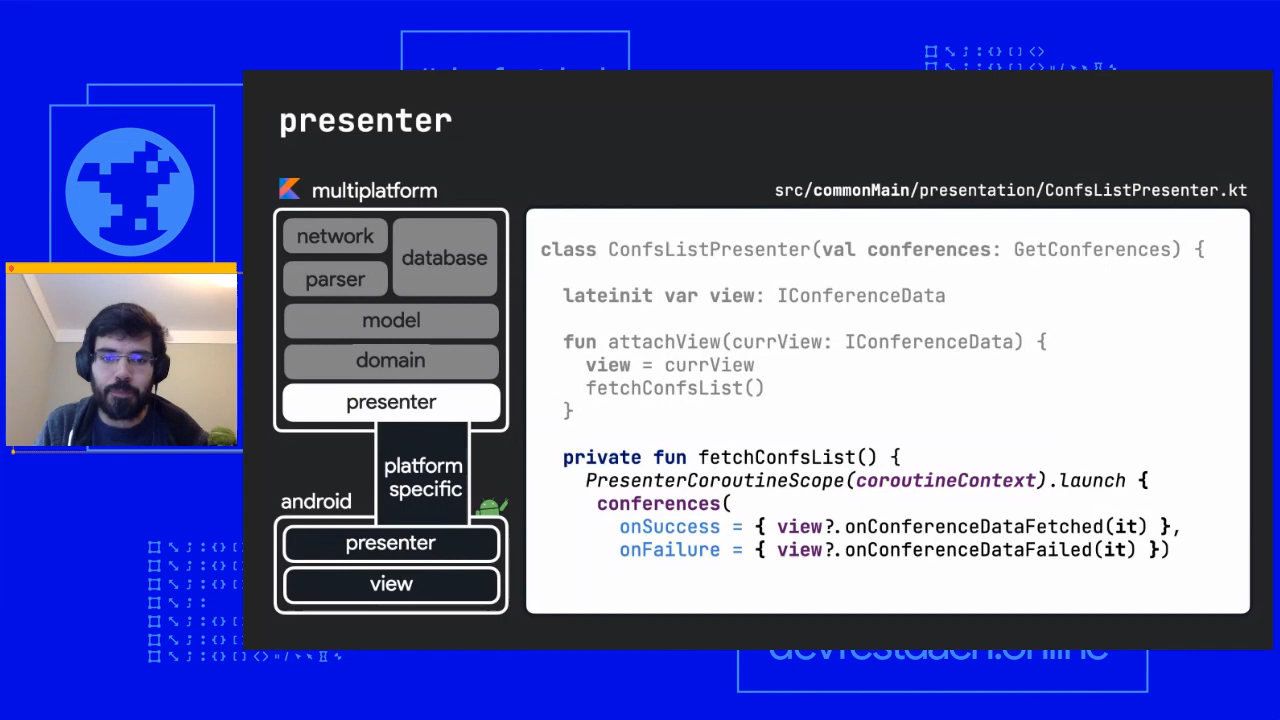 presenter
multiplatform
src/commonMain/presentation/ConfsListPresenter.kt
network
database
parser
model
domain
presenter
platform
specific
android
presenter
view
class ConfsListPresenter(val conferences: GetConferences) {
lateinit var view: IConferenceData
fun attachView(currView: IConferenceData) {
view = currView
fetchConfsList()
}
private fun fetchConfsList() {
PresenterCoroutineScope(coroutineContext).launch {
conferences(
onSuccess = { view?.onConferenceDataFetched(it) },
onFailure = { view?.onConferenceDataFailed(it) })
devfestdach.online